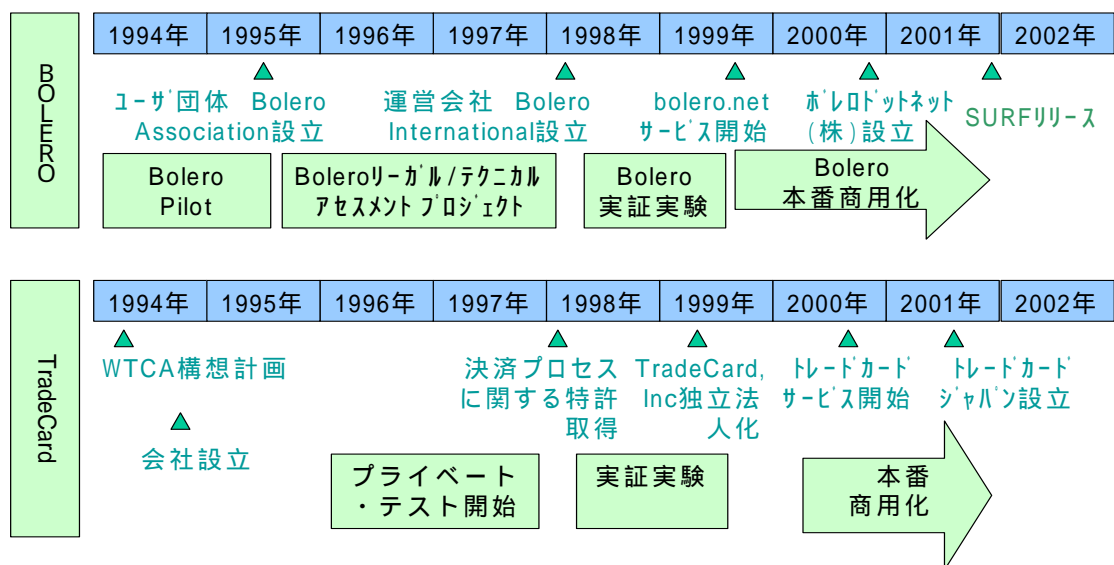 BOLERO
1994年 1995年 1996年 1997年 1998年 1999年 2000年 2001年 2002年
ﾕｰｻﾞ団体 Bolero
Association設立
運営会社 Bolero
International設立
bolero.net
ｻｰﾋﾞｽ開始
ﾎﾞﾚﾛﾄﾞｯﾄﾈｯﾄ
(株)設立
SURFﾘﾘｰｽ
Bolero
Pilot
Boleroﾘｰｶﾞﾙ/ﾃｸﾆｶﾙ
ｱｾｽﾒﾝﾄ ﾌﾟﾛｼﾞｪｸﾄ
Bolero
実証実験
Bolero
本番商用化
TradeCard
1994年 1995年 1996年 1997年 1998年 1999年 2000年 2001年 2002年
WTCA構想計画
会社設立
決済プロセス
に関する特許
取得
TradeCard,
Inc独立法
人化
ﾄﾚｰﾄﾞｶｰﾄﾞ
ｻｰﾋﾞｽ開始
ﾄﾚｰﾄﾞｶｰﾄﾞ
ｼﾞｬﾊﾟﾝ設立
プライベート
・テスト開始
実証実験
本番
商用化